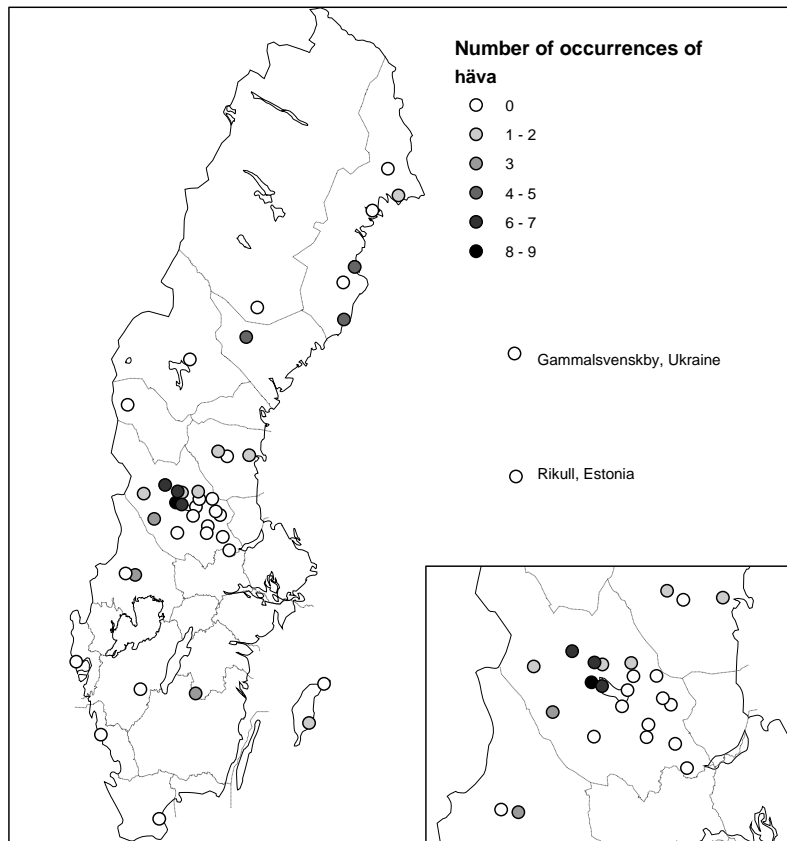 Number of occurrences of
häva
0
1 - 2
3
4 - 5
6 - 7
8 - 9
Gammalsvenskby, Ukraine
Rikull, Estonia